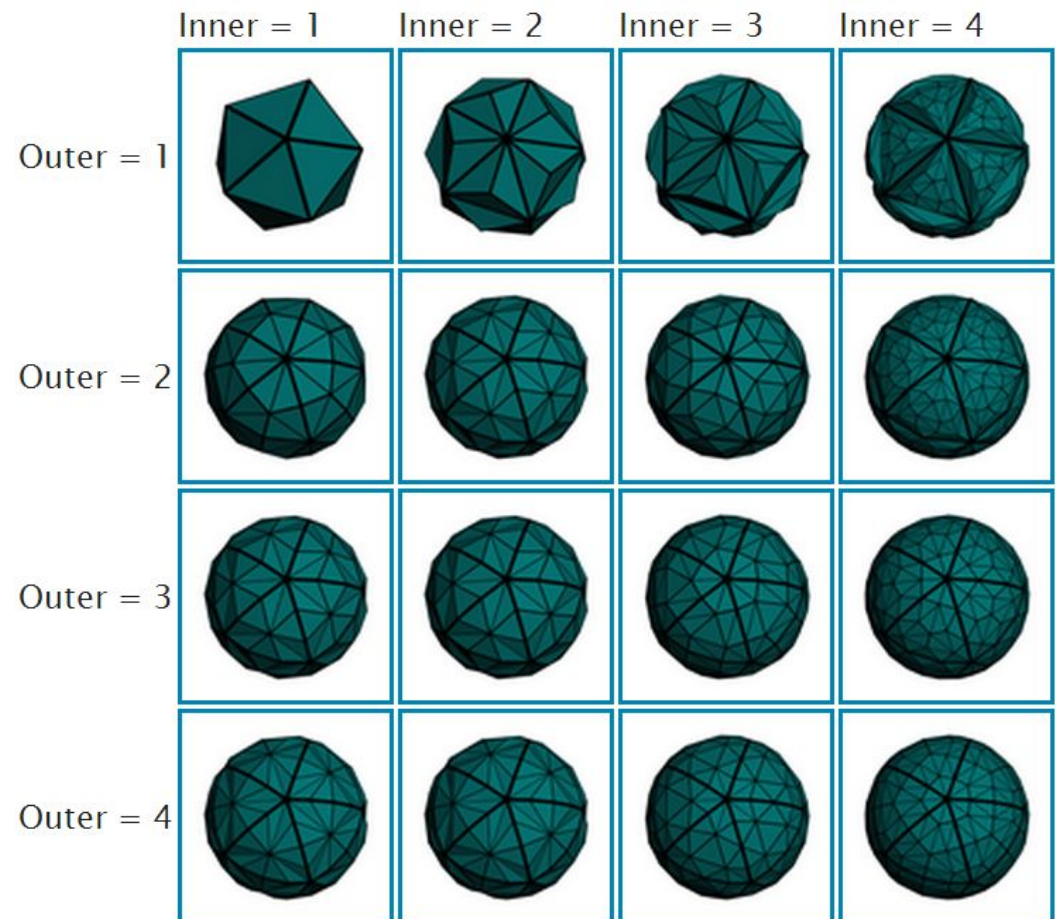 Inner = 1 Inner = 2 Inner = 3 Inner = 4
Outer = 1
Outer = 2
Outer = 3
Outer = 4